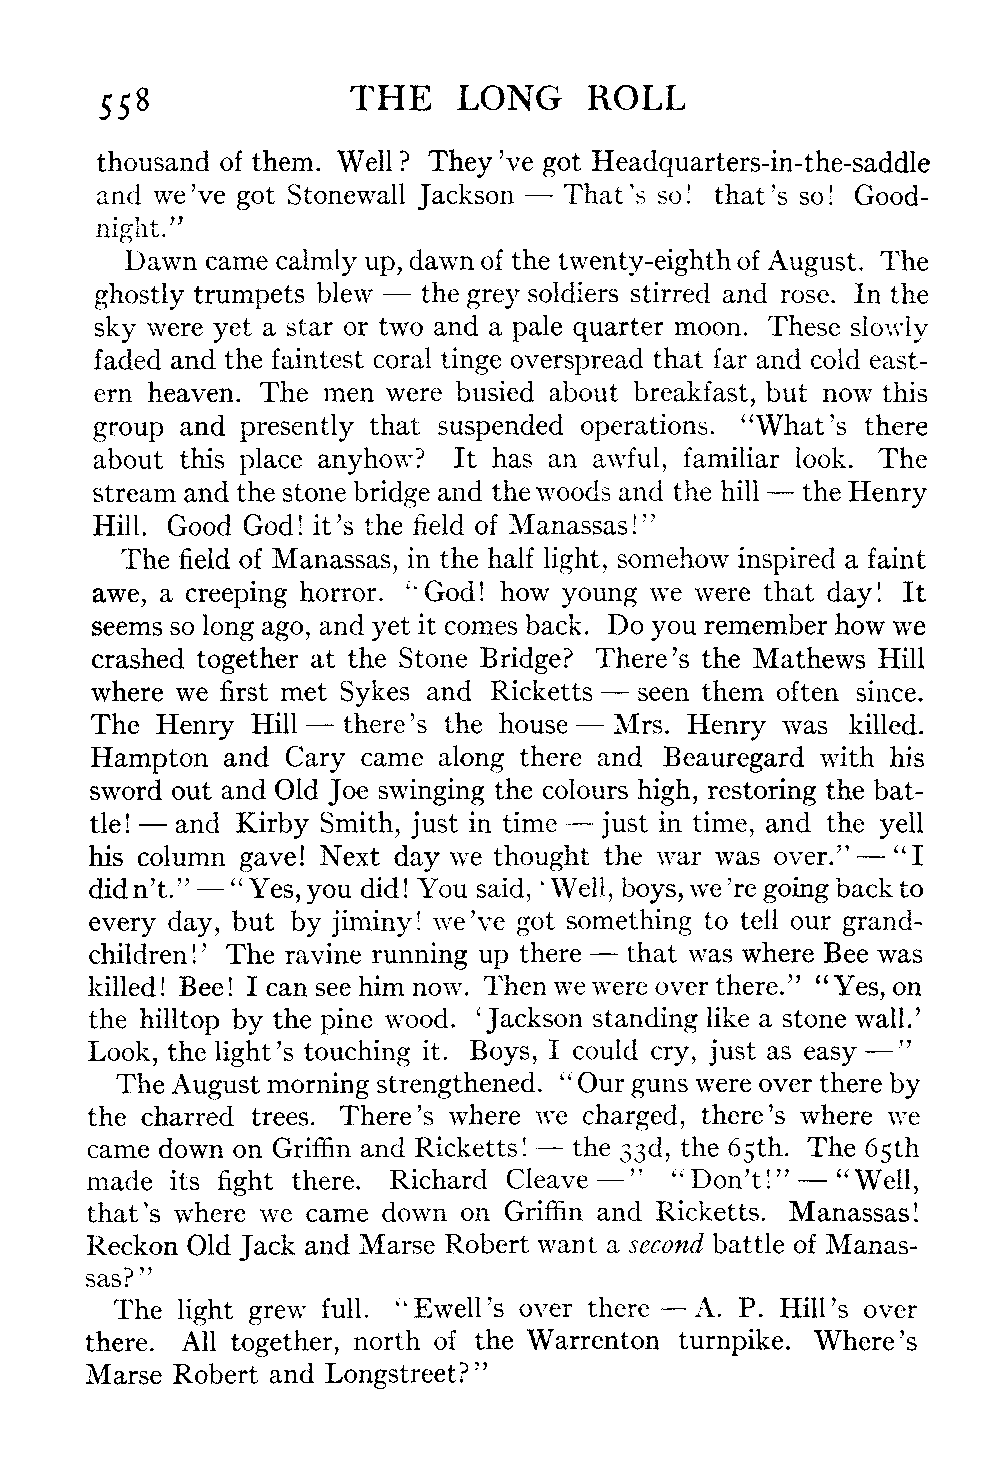 558 THE LONG ROLL
thousand of them. Well? They've got Headquarters-in-the-saddle
and we've got Stonewall Jackson — That's so! that's so! Good-
night."
Dawn came calmly up, dawn of the twenty-eighth of August. The
ghostly trumpets blew — the grey soldiers stirred and rose. In the
sky were yet a star or two and a pale quarter moon. These slowly
faded and the faintest coral tinge overspread that far and cold east-
ern heaven. The men were busied about breakfast, but now this
group and presently that suspended operations. "What's there
about this place anyhow? It has an awful, familiar look. The
stream and the stone bridge and the woods and the hill — the Henry
Hill. Good God! it's the field of Manassas!"
The field of Manassas, in the half light, somehow inspired a faint
awe, a creeping horror. "God! how young we were that day! It
seems so long ago, and yet it comes back. Do you remember how we
crashed together at the Stone Bridge? There's the Mathews Hill
where we first met Sykes and Ricketts — seen them often since.
The Henry Hill — there's the house — Mrs. Henry was killed.
Hampton and Cary came along there and Beauregard with his
sword out and Old Joe swinging the colours high, restoring the bat-
tle! — and Kirby Smith, just in time — just in time, and the yell
his column gave! Next day we thought the war was over." — "I
didn't." — "Yes, you did! You said, 'Well, boys, we're going back to
every day, but by jiminy! we've got something to tell our grand-
children!' The ravine running up there — that was where Bee was
killed! Bee! I can see him now. Then we were over there." "Yes, on
the hilltop by the pine wood. 'Jackson standing like a stone wall.'
Look, the light's touching it. Boys, I could cry, just as easy —"
The August morning strengthened. "Our guns were over there by
the charred trees. There's where we charged, there's where we
came down on Griffin and Ricketts! — the 33d, the 65th. The 65th
made its fight there. Richard Cleave —" "Don't!" — "Well,
that's where we came down on Griffin and Ricketts. Manassas!
Reckon Old Jack and Marse Robert want a second battle of Manas-
sas?"
The light grew full. "Ewell's over there — A. P. Hill's over
there. All together, north of the Warrenton turnpike. Where's
Marse Robert and Longstreet?"